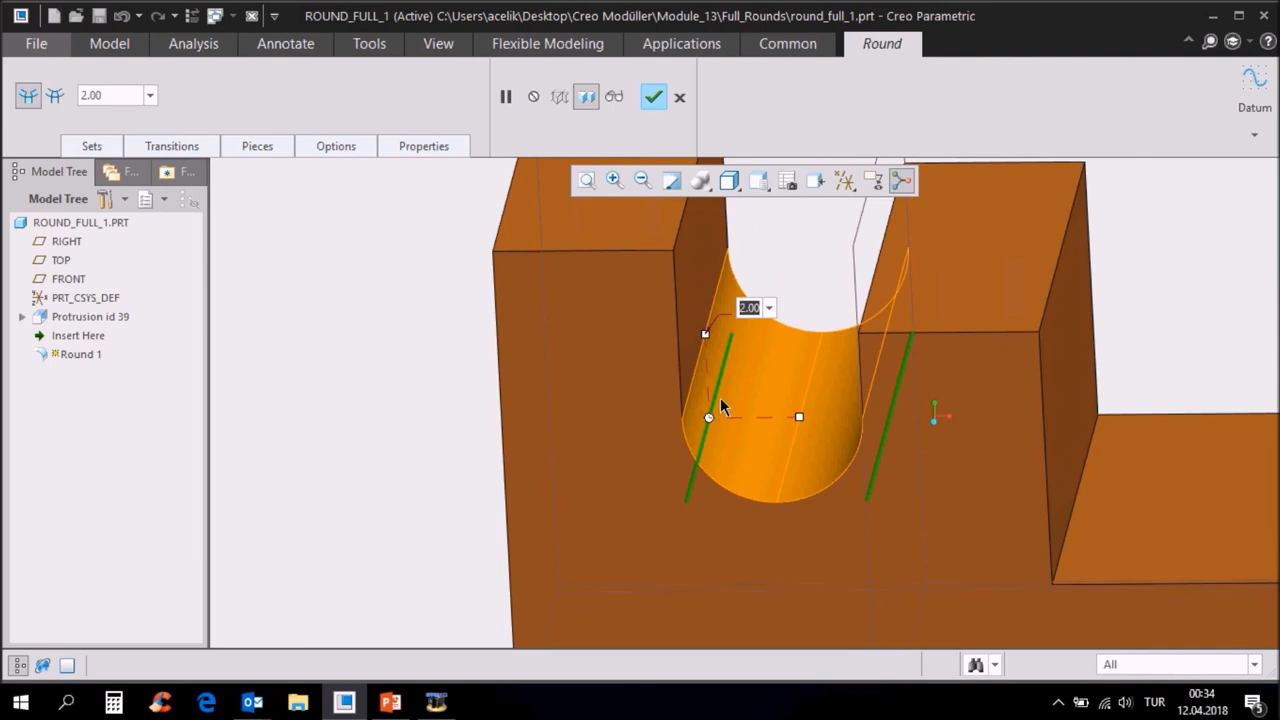 ROUND_FULL_1 (Active) C:\Users\acelik\Desktop\Creo Modüller\Module_13\Full_Rounds\round_full_1.prt - Creo Parametric
File Model Analysis Annotate Tools View Flexible Modeling Applications Common Round
2.00
Datum
Sets Transitions Pieces Options Properties
Model Tree F... F...
Model Tree
ROUND_FULL_1.PRT
RIGHT
TOP
FRONT
PRT_CSYS_DEF
Protrusion id 39
Insert Here
Round 1
2.00
All
TUR
00:34
12.04.2018
5